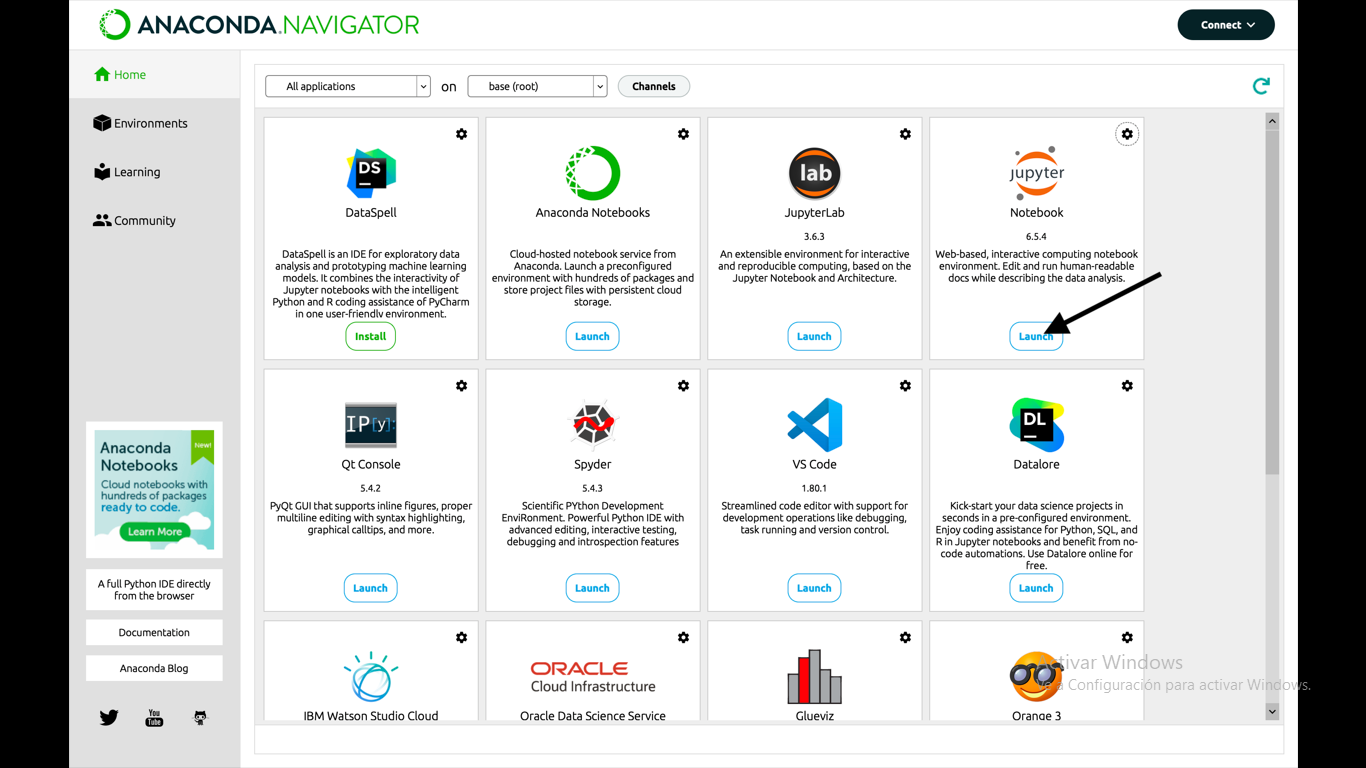 ANACONDA.NAVIGATOR
Connect
Home
Environments
Learning
Community
Anaconda
Notebooks
New!
Cloud notebooks with
hundreds of packages
ready to code.
Learn More
A full Python IDE directly
from the browser
Documentation
Anaconda Blog
You
Tube
All applications
on
base (root)
Channels
DS
DataSpell
DataSpell is an IDE for exploratory data
analysis and prototyping machine learning
models. It combines the interactivity of
Jupyter notebooks with the intelligent
Python and R coding assistance of PyCharm
in one user-friendly environment.
Install
Anaconda Notebooks
Cloud-hosted notebook service from
Anaconda. Launch a preconfigured
environment with hundreds of packages and
store project files with persistent cloud
storage.
Launch
lab
JupyterLab
3.6.3
An extensible environment for interactive
and reproducible computing, based on the
Jupyter Notebook and Architecture.
Launch
jupyter
Notebook
6.5.4
Web-based, interactive computing notebook
environment. Edit and run human-readable
docs while describing the data analysis.
Launch
IP[y]:
Qt Console
5.4.2
PyQt GUI that supports inline figures, proper
multiline editing with syntax highlighting,
graphical calltips, and more.
Launch
Spyder
5.4.3
Scientific PYthon Development
EnviRonment. Powerful Python IDE with
advanced editing, interactive testing,
debugging and introspection features
Launch
VS Code
1.80.1
Streamlined code editor with support for
development operations like debugging,
task running and version control.
Launch
DL
Datalore
Kick-start your data science projects in
seconds in a pre-configured environment.
Enjoy coding assistance for Python, SQL, and
R in Jupyter notebooks and benefit from no-
code automations. Use Datalore online for
free.
Launch
IBM Watson Studio Cloud
ORACLE
Cloud Infrastructure
Oracle Data Science Service
Glueviz
Orange 3
Activar Windows
Ve a Configuración para activar Windows.